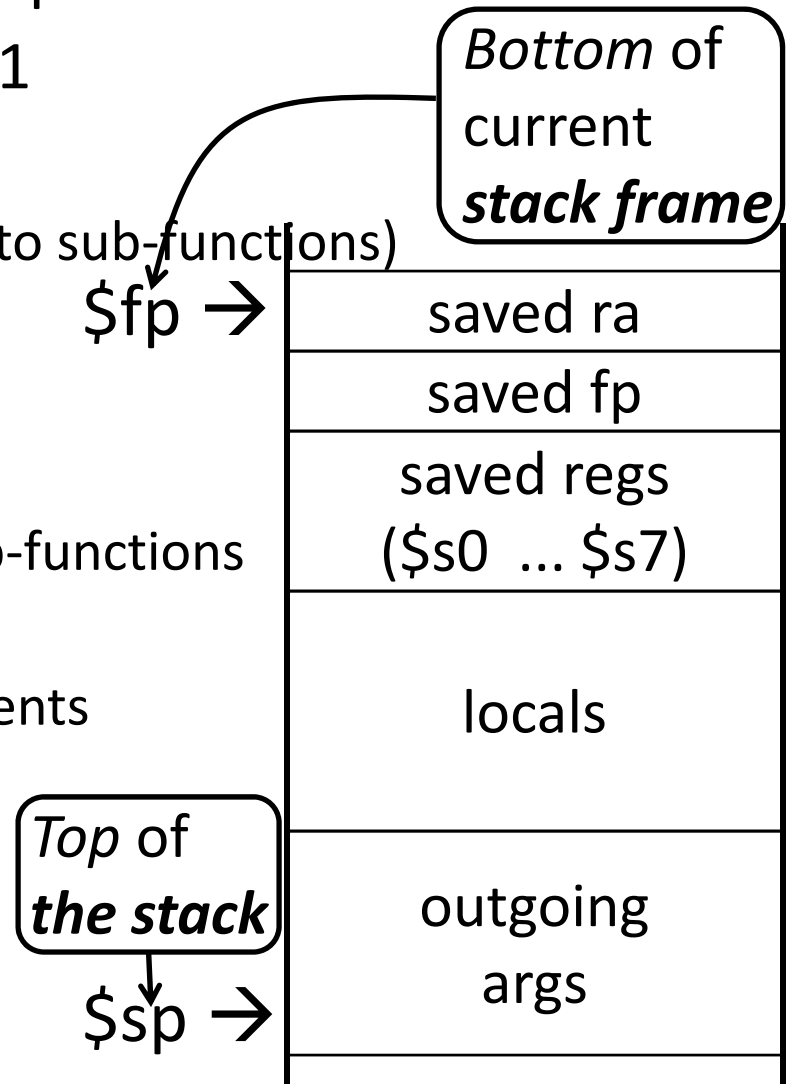 1
Bottom of
current
stack frame
to sub-functions)
$fp →
saved ra
saved fp
saved regs
($s0 ... $s7)
-functions
ents
locals
Top of
the stack
outgoing
args
$sp →